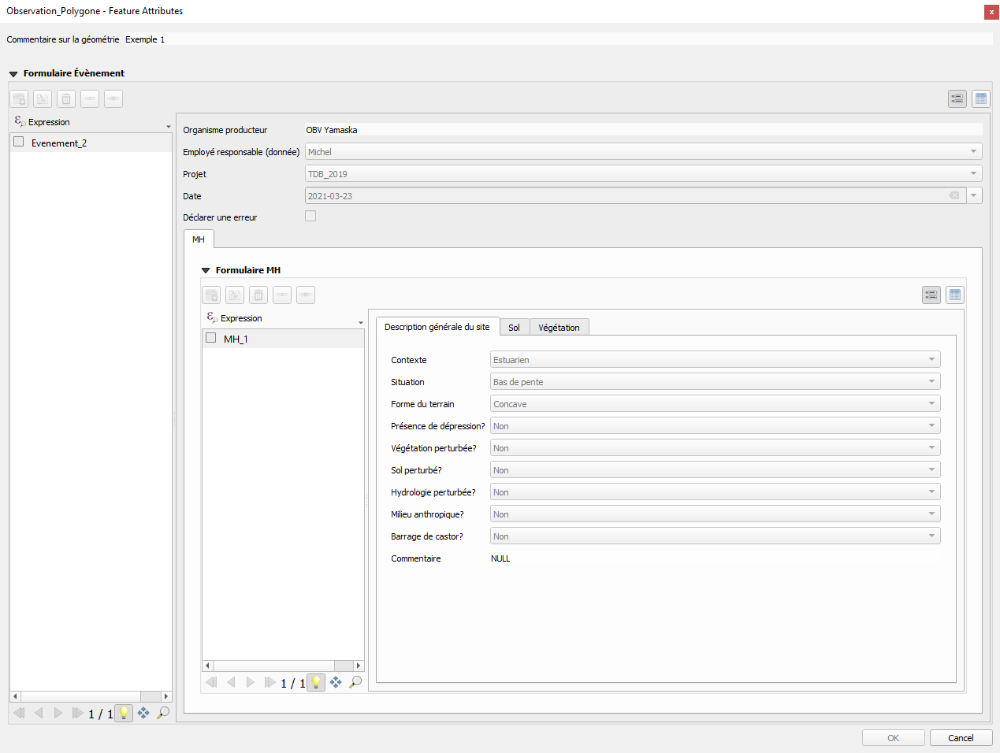 Observation_Polygone - Feature Attributes
x
Commentaire sur la géométrie Exemple 1
Formulaire Évènement
Expression
Evenement_2
Organisme producteur OBV Yamaska
Employé responsable (donnée) Michel
Projet TDB_2019
Date 2021-03-23
Déclarer une erreur
MH
Formulaire MH
Expression
MH_1
Description générale du site Sol Végétation
Contexte Estuarien
Situation Bas de pente
Forme du terrain Concave
Présence de dépression? Non
Végétation perturbée? Non
Sol perturbé? Non
Hydrologie perturbée? Non
Milieu anthropique? Non
Barrage de castor? Non
Commentaire NULL
1 / 1
1 / 1
OK Cancel